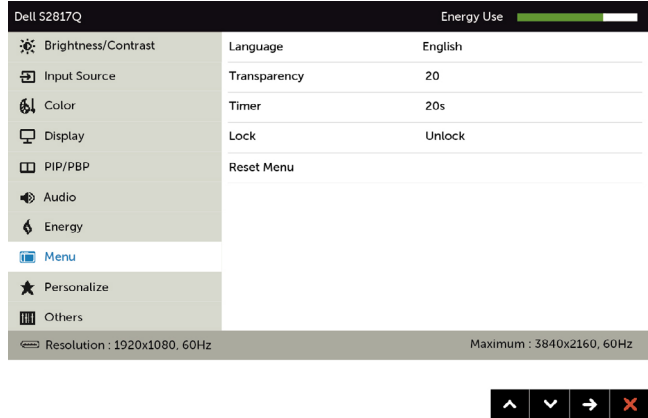 Dell S2817Q
Energy Use
Brightness/Contrast
Input Source
Color
Display
PIP/PBP
Audio
Energy
Menu
Personalize
Others
Language English
Transparency 20
Timer 20s
Lock Unlock
Reset Menu
Resolution : 1920x1080, 60Hz
Maximum : 3840x2160, 60Hz